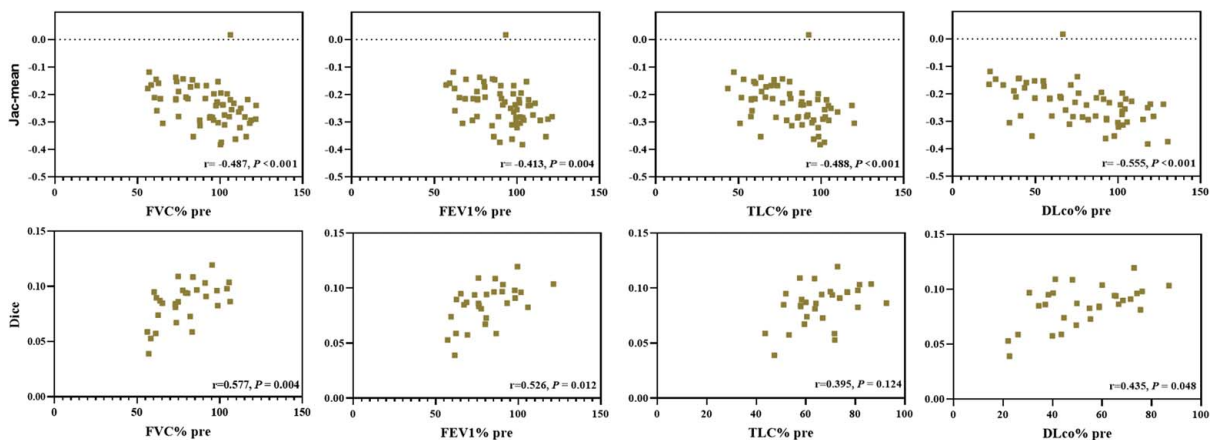 Jac-mean
0.0
-0.1
-0.2
-0.3
-0.4
-0.5
r= -0.487, P <0.001
0 50 100 150
FVC% pre
0.0
-0.1
-0.2
-0.3
-0.4
-0.5
r= -0.413, P = 0.004
0 50 100 150
FEV1% pre
0.0
-0.1
-0.2
-0.3
-0.4
-0.5
r= -0.488, P <0.001
0 50 100 150
TLC% pre
0.0
-0.1
-0.2
-0.3
-0.4
-0.5
r= -0.555, P <0.001
0 50 100 150
DLco% pre
Dice
0.15
0.10
0.05
0.00
r=0.577, P = 0.004
0 50 100 150
FVC% pre
0.15
0.10
0.05
0.00
r=0.526, P = 0.012
0 50 100 150
FEV1% pre
0.15
0.10
0.05
0.00
r=0.395, P = 0.124
0 20 40 60 80 100
TLC% pre
0.15
0.10
0.05
0.00
r=0.435, P = 0.048
0 20 40 60 80 100
DLco% pre